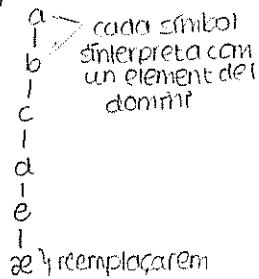 a
cada símbol
s'interpreta com
un element del
domini
b
c
d
e
æ } reemplaçarem